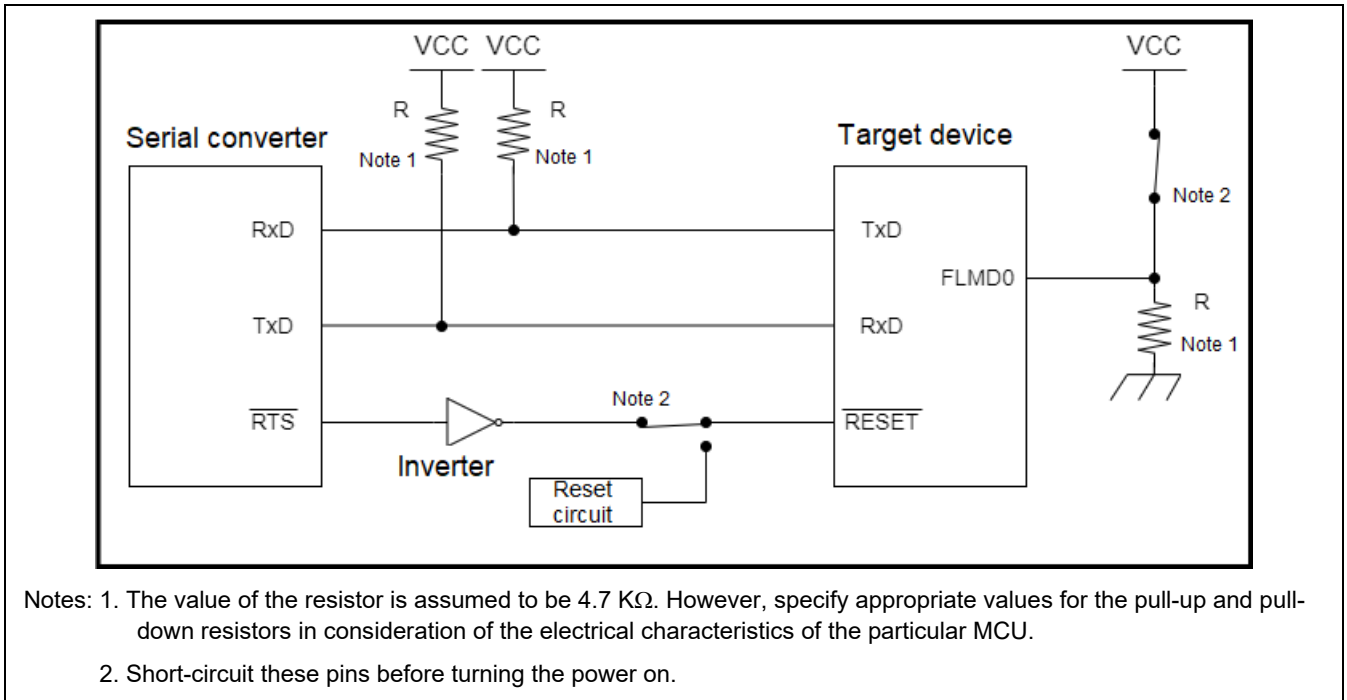 VCC VCC
VCC
R
R
Serial converter
Target device
Note 1
Note 1
Note 2
RxD
TxD
FLMD0
R
TxD
RxD
Note 1
Note 2
RTS
RESET
Inverter
Reset
circuit
Notes: 1. The value of the resistor is assumed to be 4.7 KΩ. However, specify appropriate values for the pull-up and pull-
down resistors in consideration of the electrical characteristics of the particular MCU.
2. Short-circuit these pins before turning the power on.